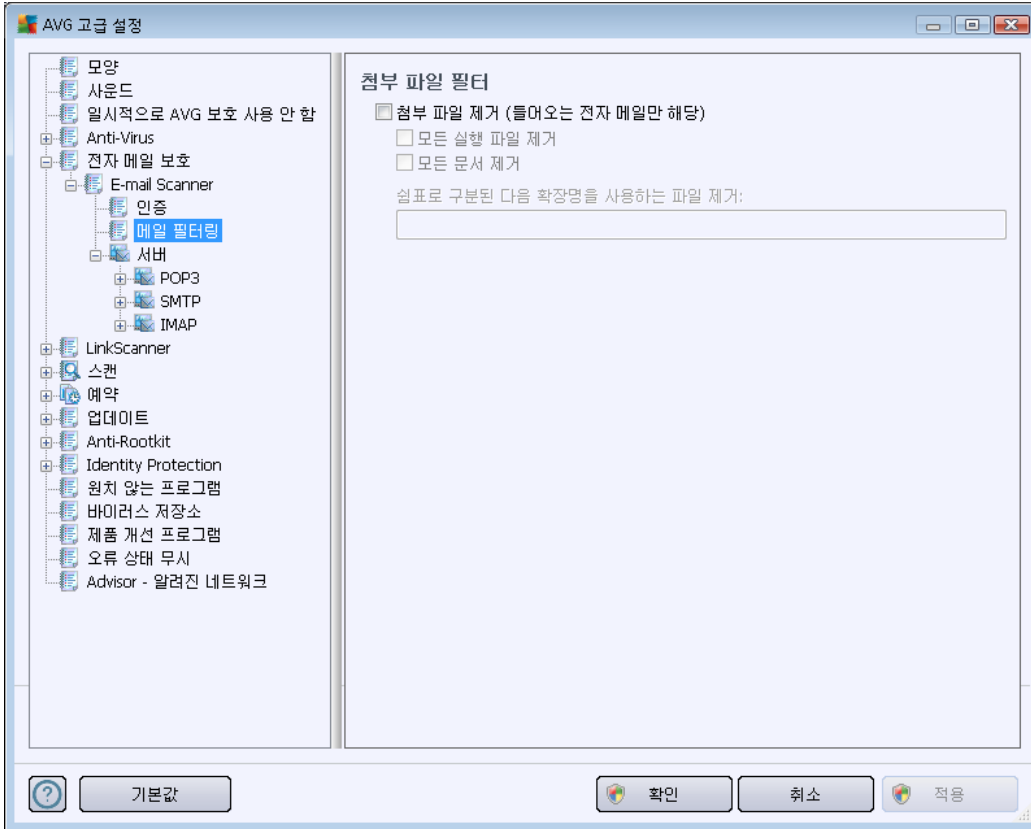 AVG 고급 설정
모양
사운드
일시적으로 AVG 보호 사용 안 함
Anti-Virus
전자 메일 보호
E-mail Scanner
인증
메일 필터링
서버
POP3
SMTP
IMAP
LinkScanner
스캔
예약
업데이트
Anti-Rootkit
Identity Protection
원치 않는 프로그램
바이러스 저장소
제품 개선 프로그램
오류 상태 무시
Advisor - 알려진 네트워크
첨부 파일 필터
첨부 파일 제거 (들어오는 전자 메일만 해당)
모든 실행 파일 제거
모든 문서 제거
쉼표로 구분된 다음 확장명을 사용하는 파일 제거:
기본값
확인
취소
적용